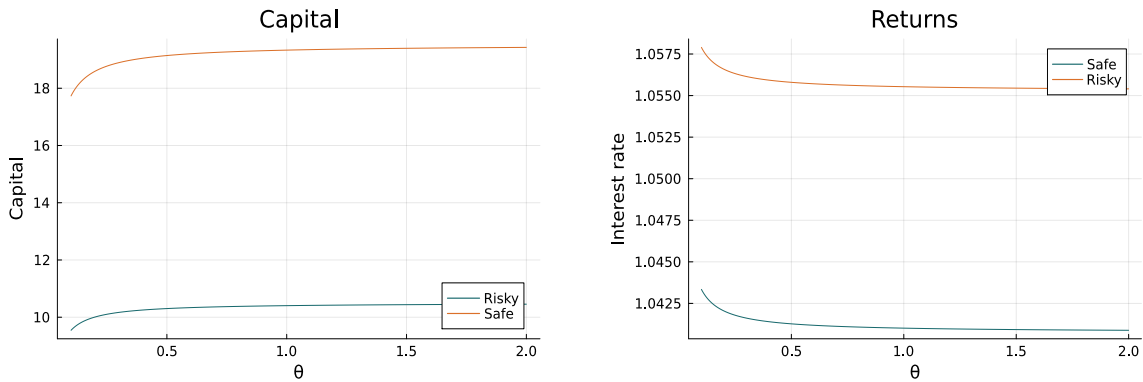 Capital
Capital
18
16
14
12
10
0.5
1.0
1.5
2.0
θ
Risky
Safe
Returns
Interest rate
1.0575
1.0550
1.0525
1.0500
1.0475
1.0450
1.0425
0.5
1.0
1.5
2.0
θ
Safe
Risky